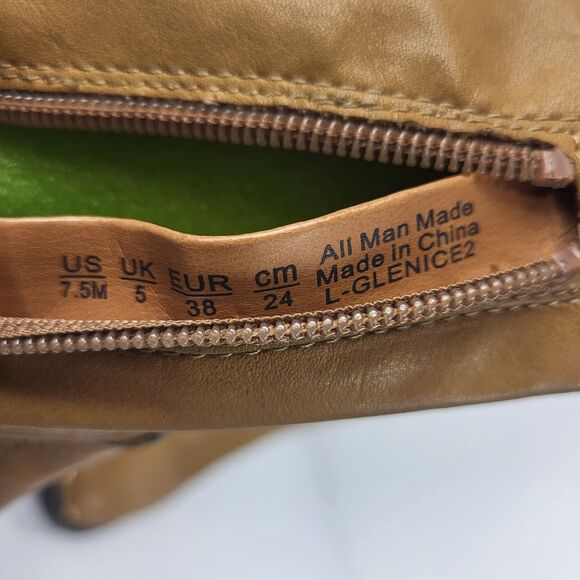 US UK EUR cm
7.5M 5 38 24
All Man Made
Made in China
L-GLENICE2